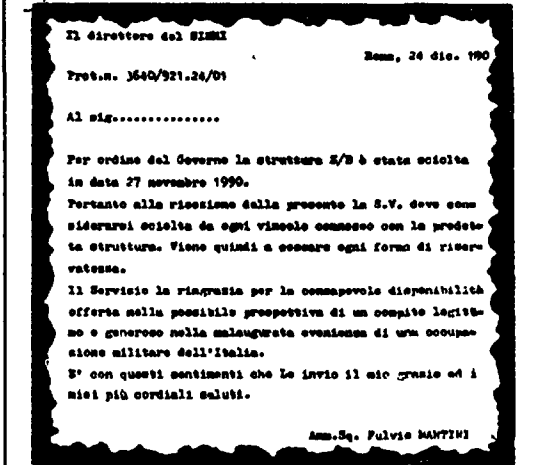 Il direttore del SISMI
Roma, 24 dic. 190
Prot.n. 3640/921.24/01
Al sig...............
Per ordine del Governo la struttura S/B è stata sciolta
in data 27 novembre 1990.
Pertanto alla ricezione della presente la S.V. deve con=
siderarsi sciolta da ogni vincolo connesso con la predet=
ta struttura. Viene quindi a cessare ogni forma di riser=
vatezza.
Il Servizio la ringrazia per la consapevole disponibilità
offerta nella possibile prospettiva di un compito legitti=
mo e generoso nella malaugurata evenienza di una occupa=
zione militare dell'Italia.
E' con questi sentimenti che Le invio il mio grazie ed i
miei più cordiali saluti.
Amm.Sq. Fulvio MARTINI